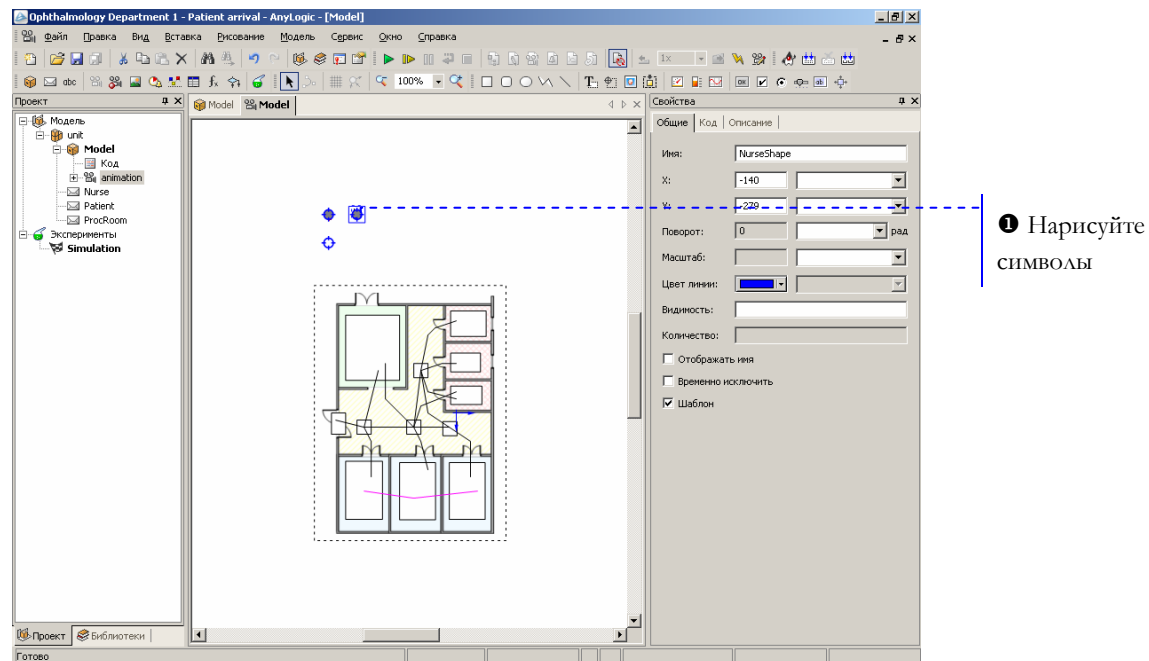 Ophthalmology Department 1 - Patient arrival - AnyLogic - [Model]
Файл Правка Вид Вставка Рисование Модель Сервис Окно Справка
1x
abc 100%
Проект
Model Model
Свойства
Модель
unit
Model
Код
animation
Nurse
Patient
ProcRoom
Эксперименты
Simulation
Общие Код Описание
Имя: NurseShape
X: -140
Y: -279
Поворот: 0 рад
Масштаб:
Цвет линии:
Видимость:
Количество:
Отображать имя
Временно исключить
Шаблон
❶ Нарисуйте
символы
Проект Библиотеки
Готово